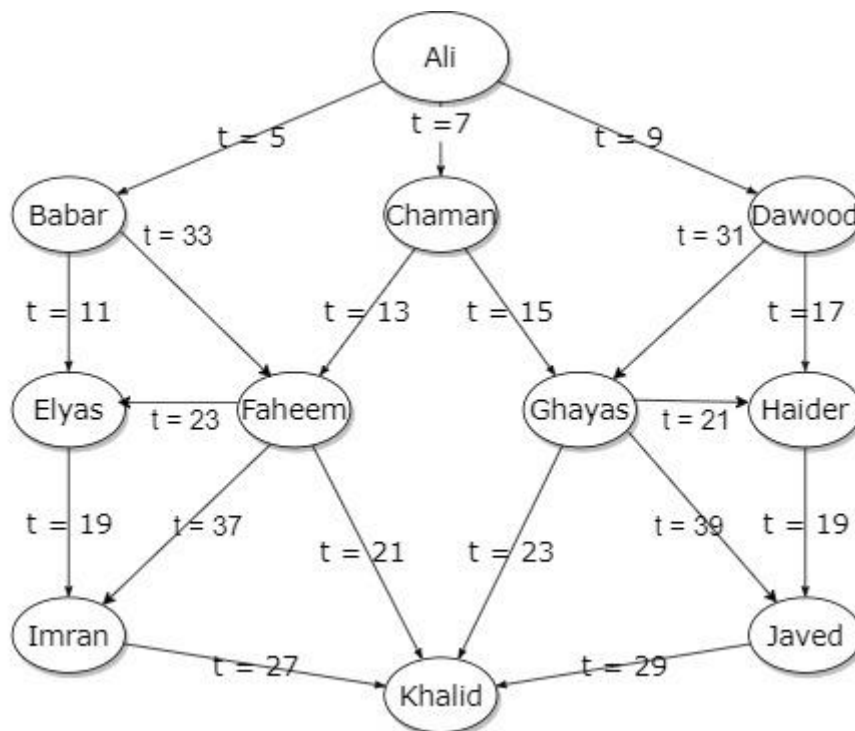 Ali
t = 5
t =7
t = 9
Babar
Chaman
Dawood
t = 33
t = 31
t = 11
t = 13
t = 15
t =17
Elyas
Faheem
Ghayas
Haider
t = 23
t = 21
t = 19
t = 37
t = 21
t = 23
t = 39
t = 19
Imran
Javed
t = 27
t = 29
Khalid